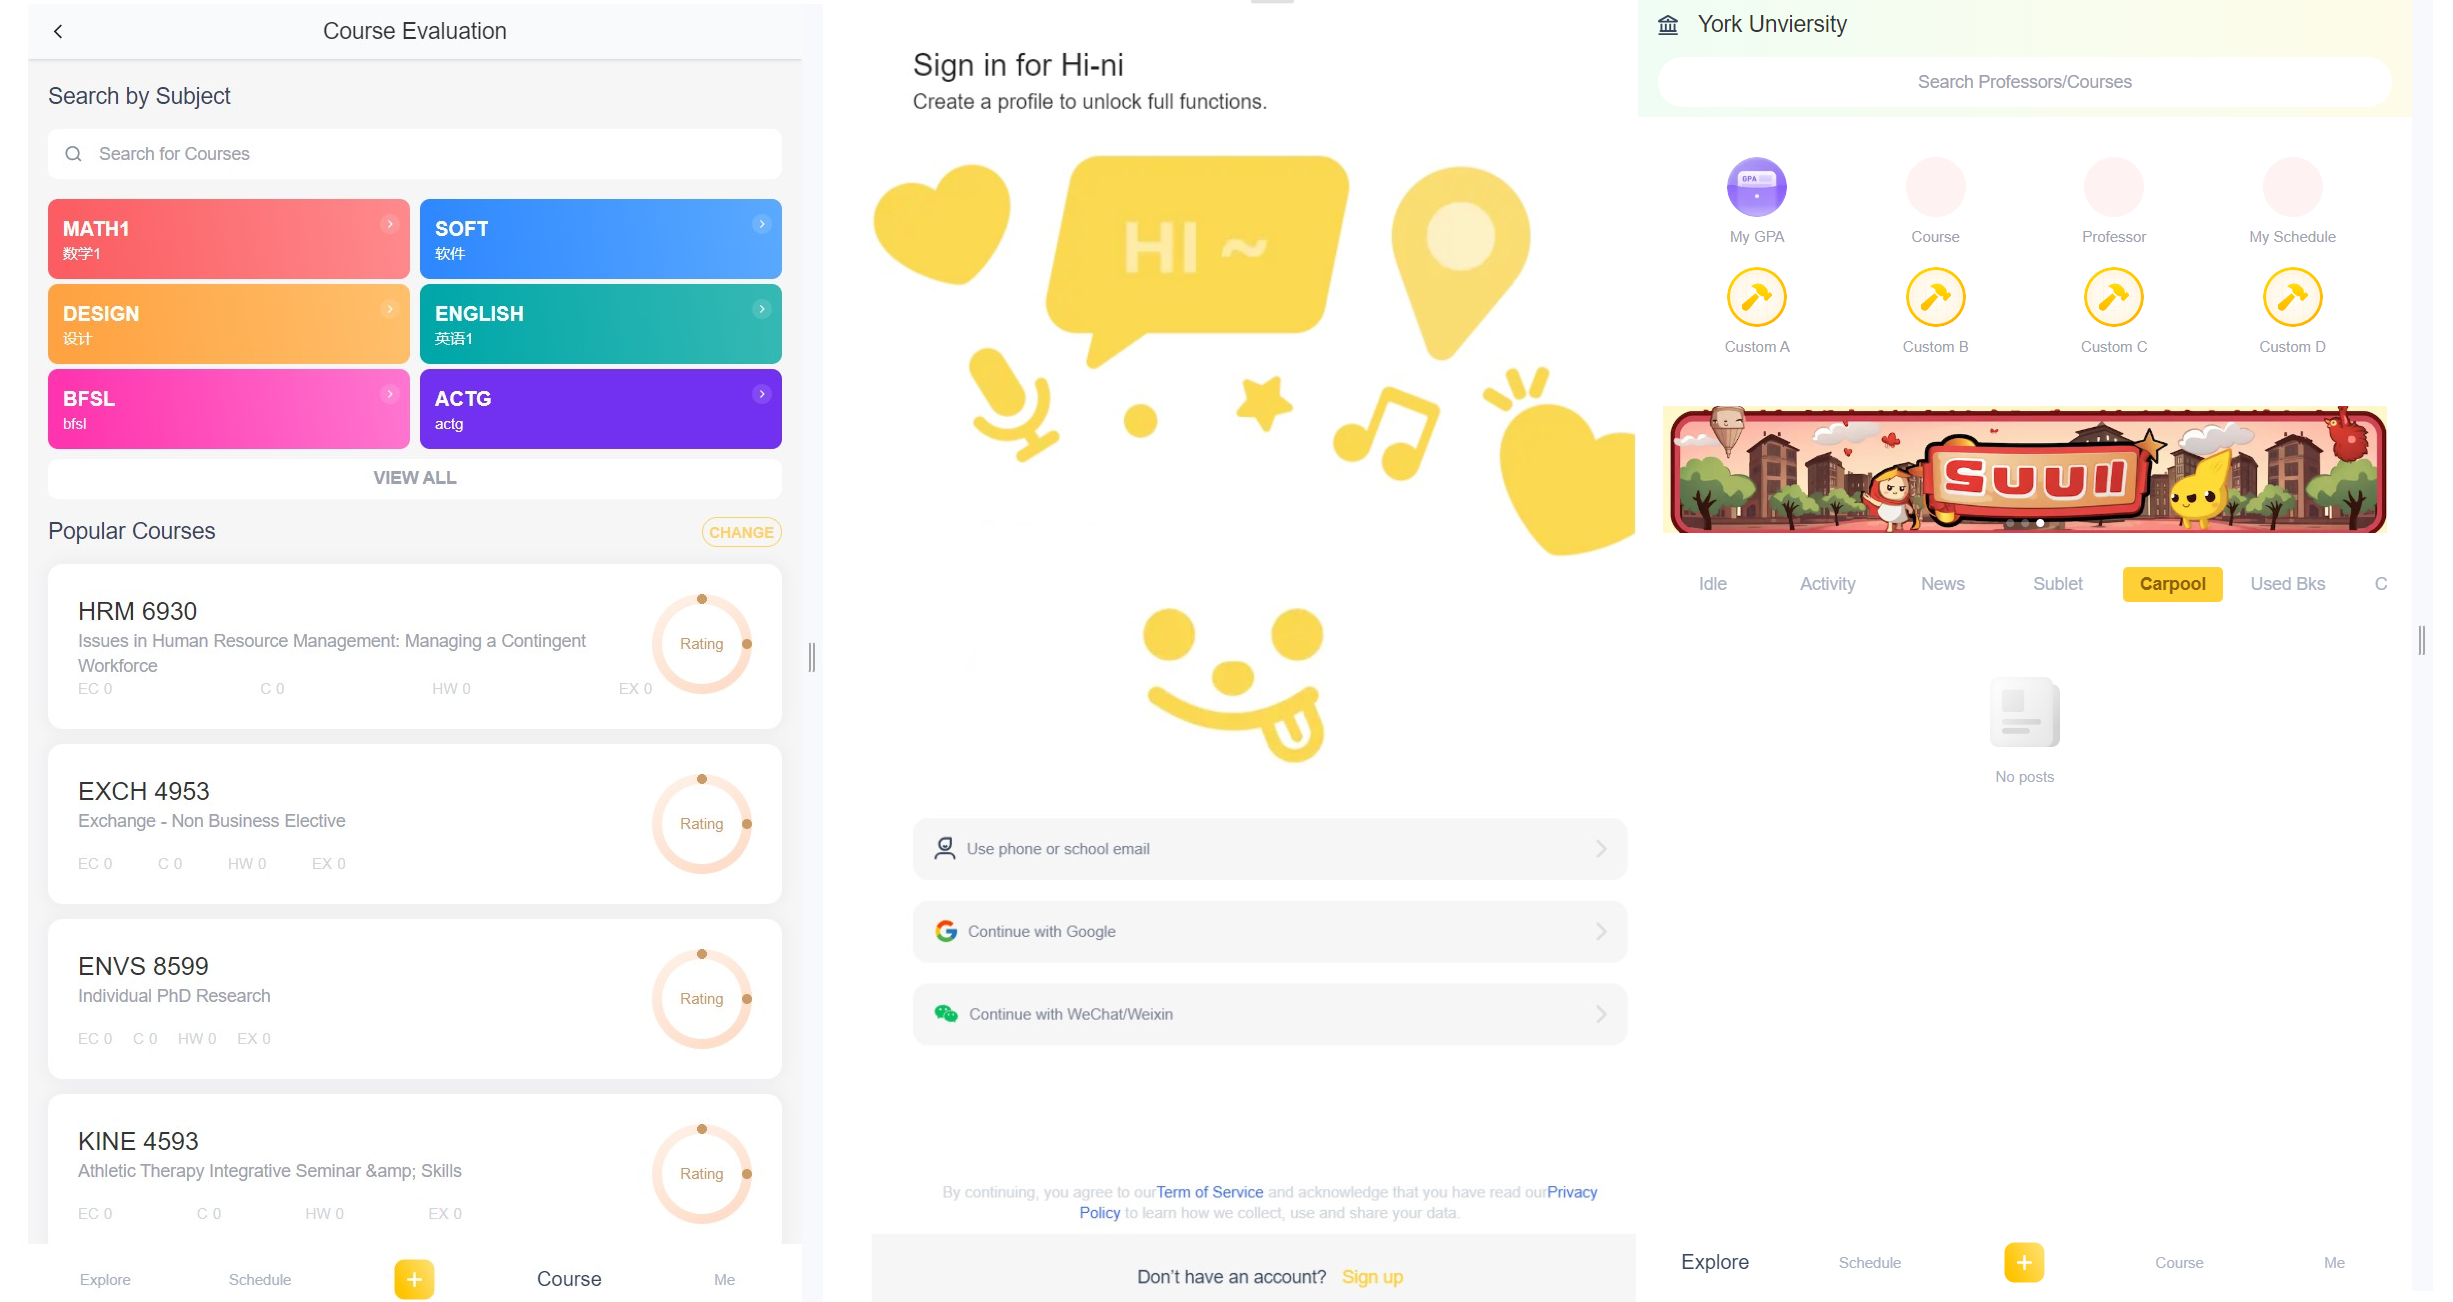 Course Evaluation
Search by Subject
Search for Courses
MATH1
数学1
SOFT
软件
DESIGN
设计
ENGLISH
英语1
BFSL
bfsl
ACTG
actg
VIEW ALL
Popular Courses
CHANGE
HRM 6930
Issues in Human Resource Management: Managing a Contingent
Workforce
EC 0 C 0 HW 0 EX 0
Rating
EXCH 4953
Exchange - Non Business Elective
EC 0 C 0 HW 0 EX 0
Rating
ENVS 8599
Individual PhD Research
EC 0 C 0 HW 0 EX 0
Rating
KINE 4593
Athletic Therapy Integrative Seminar &amp; Skills
EC 0 C 0 HW 0 EX 0
Rating
Explore Schedule + Course Me
Sign in for Hi-ni
Create a profile to unlock full functions.
HI ~
Use phone or school email
Continue with Google
Continue with WeChat/Weixin
By continuing, you agree to ourTerm of Service and acknowledge that you have read ourPrivacy
Policy to learn how we collect, use and share your data.
Don't have an account? Sign up
York Unviersity
Search Professors/Courses
GPA
My GPA Course Professor My Schedule
Custom A Custom B Custom C Custom D
Idle Activity News Sublet Carpool Used Bks C
No posts
Explore Schedule + Course Me